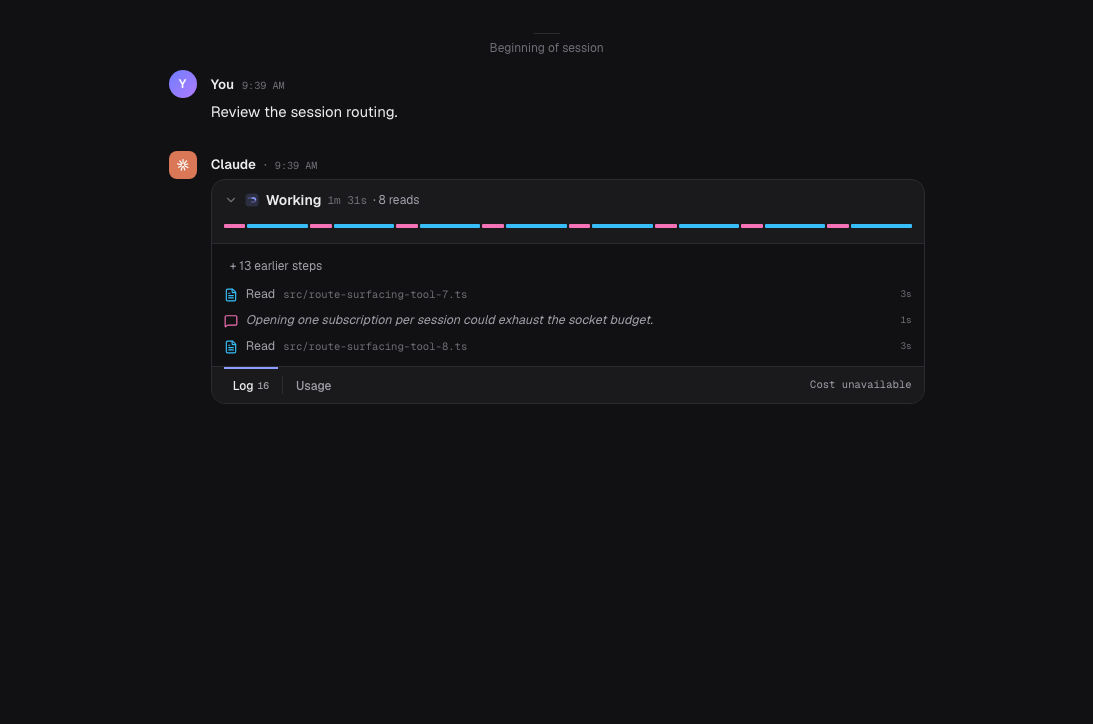 Beginning of session
Y You 9:39 AM
Review the session routing.
Claude · 9:39 AM
Working 1m 31s · 8 reads
+ 13 earlier steps
Read src/route-surfacing-tool-7.ts 3s
Opening one subscription per session could exhaust the socket budget. 1s
Read src/route-surfacing-tool-8.ts 3s
Log 16 Usage Cost unavailable